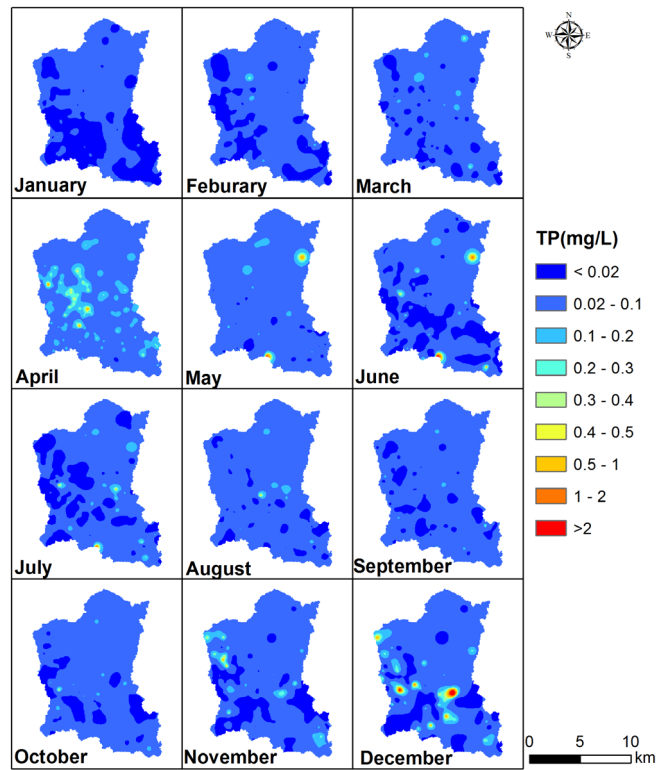 N
W E
S
January
Feburary
March
April
May
June
July
August
September
October
November
December
TP(mg/L)
< 0.02
0.02 - 0.1
0.1 - 0.2
0.2 - 0.3
0.3 - 0.4
0.4 - 0.5
0.5 - 1
1 - 2
>2
0 5 10
km